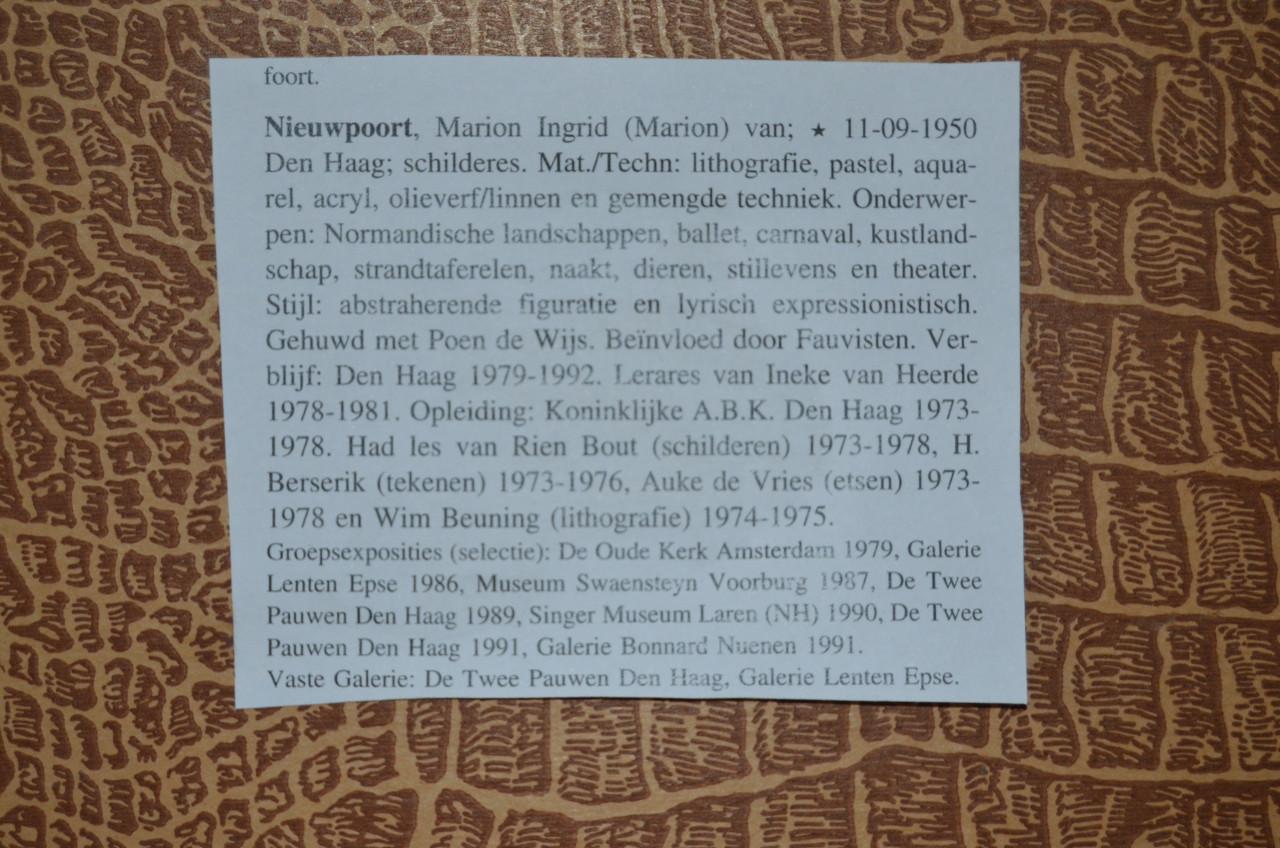 foort.
Nieuwpoort, Marion Ingrid (Marion) van; ★ 11-09-1950
Den Haag; schilderes. Mat./Techn: lithografie, pastel, aqua-
rel, acryl, olieverf/linnen en gemengde techniek. Onderwer-
pen: Normandische landschappen, ballet, carnaval, kustland-
schap, strandtaferelen, naakt, dieren, stillevens en theater.
Stijl: abstraherende figuratie en lyrisch expressionistisch.
Gehuwd met Poen de Wijs. Beïnvloed door Fauvisten. Ver-
blijf: Den Haag 1979-1992. Lerares van Ineke van Heerde
1978-1981. Opleiding: Koninklijke A.B.K. Den Haag 1973-
1978. Had les van Rien Bout (schilderen) 1973-1978, H.
Berserik (tekenen) 1973-1976, Auke de Vries (etsen) 1973-
1978 en Wim Beuning (lithografie) 1974-1975.
Groepsexposities (selectie): De Oude Kerk Amsterdam 1979, Galerie
Lenten Epse 1986, Museum Swaensteyn Voorburg 1987, De Twee
Pauwen Den Haag 1989, Singer Museum Laren (NH) 1990, De Twee
Pauwen Den Haag 1991, Galerie Bonnard Nuenen 1991.
Vaste Galerie: De Twee Pauwen Den Haag, Galerie Lenten Epse.